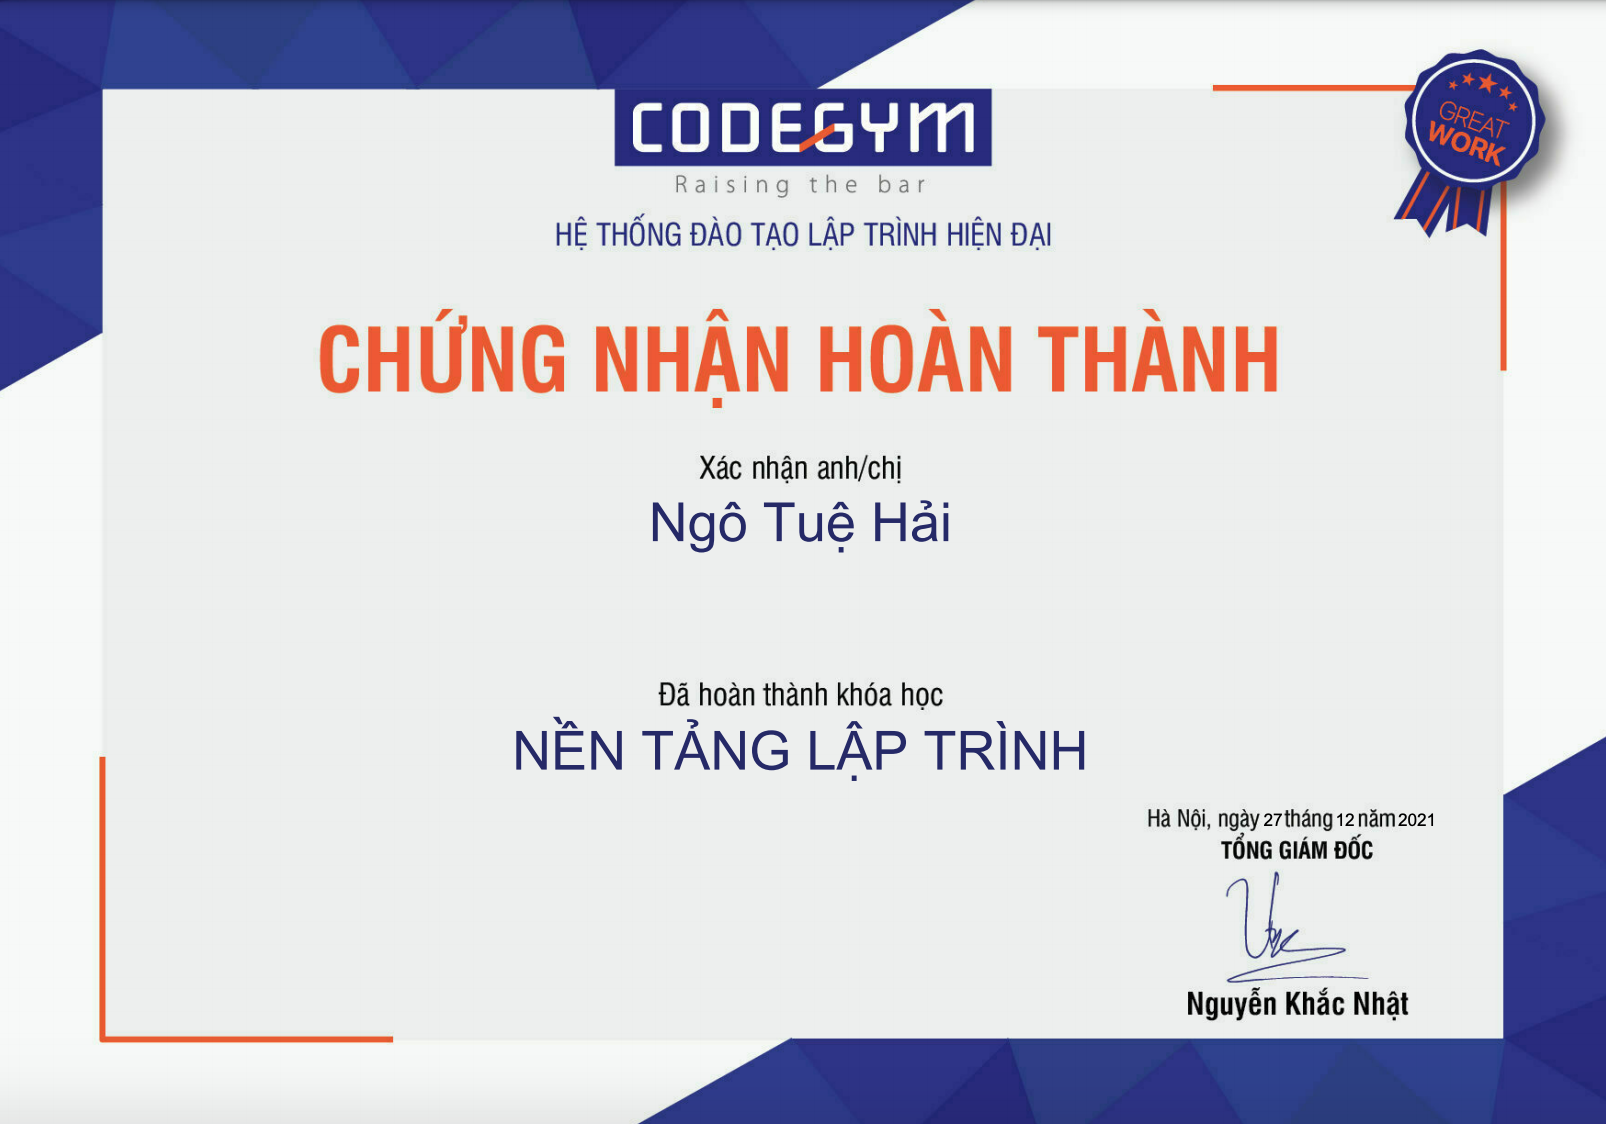 CODEGYM
Raising the bar
HỆ THỐNG ĐÀO TẠO LẬP TRÌNH HIỆN ĐẠI
GREAT
WORK
CHỨNG NHẬN HOÀN THÀNH
Xác nhận anh/chị
Ngô Tuệ Hải
Đã hoàn thành khóa học
NỀN TẢNG LẬP TRÌNH
Hà Nội, ngày 27 tháng 12 năm 2021
TỔNG GIÁM ĐỐC
Nguyễn Khắc Nhật